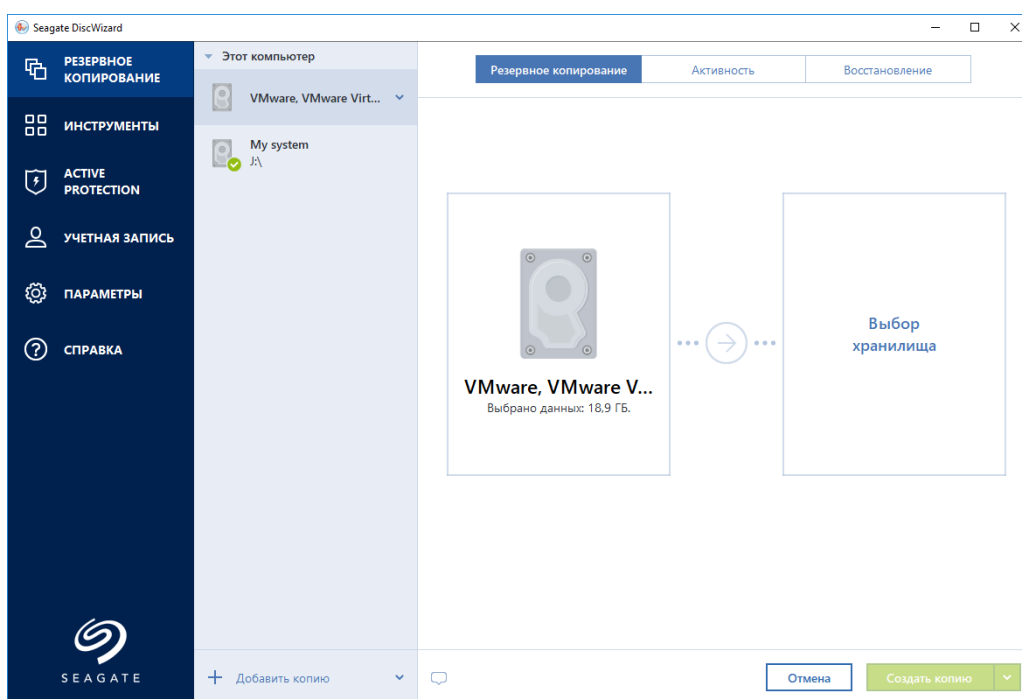 Seagate DiscWizard
РЕЗЕРВНОЕ
КОПИРОВАНИЕ
ИНСТРУМЕНТЫ
ACTIVE
PROTECTION
УЧЕТНАЯ ЗАПИСЬ
ПАРАМЕТРЫ
СПРАВКА
SEAGATE
Этот компьютер
VMware, VMware Virt...
My system
J:\
Добавить копию
Резервное копирование
Активность
Восстановление
VMware, VMware V...
Выбрано данных: 18,9 ГБ.
Выбор
хранилища
Отмена
Создать копию